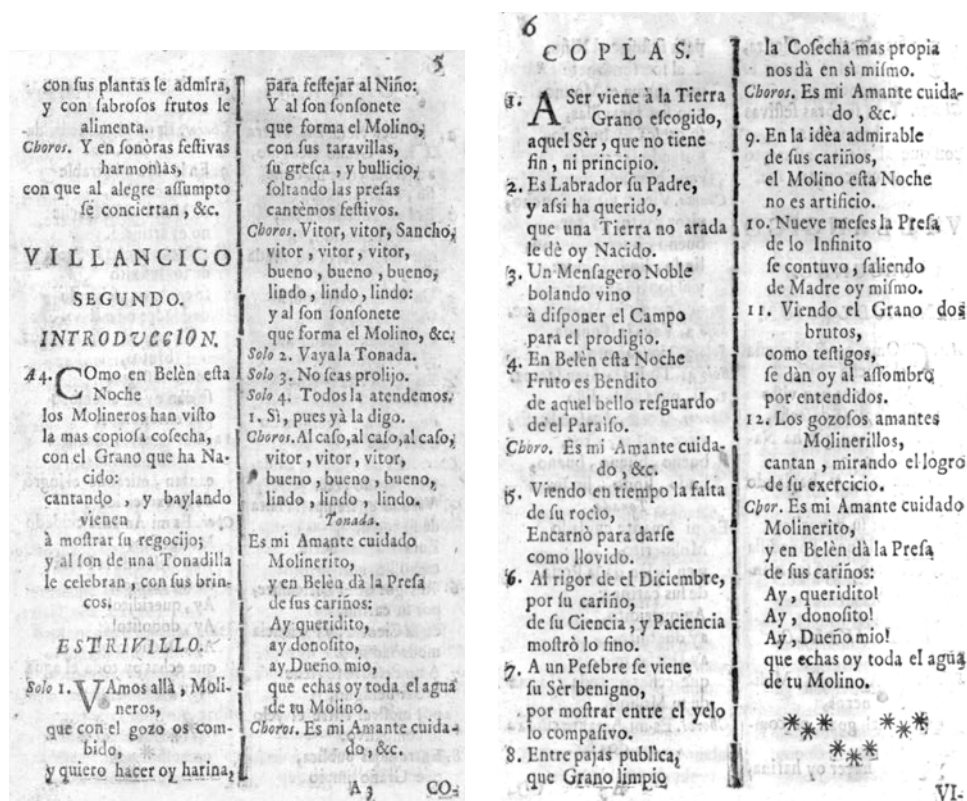 5
con sus plantas le admira,
y con sabrosos frutos le
alimenta.
Choros. Y en sonòras festivas
harmonìas,
con que al alegre assumpto
se conciertan, &c.
VILLANCICO
SEGUNDO.
INTRODUCCION.
A 4. COmo en Belèn esta
Noche
los Molineros han visto
la mas copiosa cosecha,
con el Grano que ha Na-
cido:
cantando, y baylando
vienen
à mostrar su regocijo;
y al son de una Tonadilla
le celebran, con sus brin-
cos.
ESTRIVILLO.
Solo 1. VAmos allà, Moli-
neros,
que con el gozo os com-
bido,
y quiero hacer oy harina,
para festejar al Niño:
Y al son sonsonete
que forma el Molino,
con sus taravillas,
su gresca, y bullicio,
soltando las presas
cantèmos festivos.
Choros. Vitor, vitor, Sancho,
vitor, vitor, vitor,
bueno, bueno, bueno,
lindo, lindo, lindo:
y al son sonsonete
que forma el Molino, &c.
Solo 2. Vaya la Tonada.
Solo 3. No seas prolijo.
Solo 4. Todos la atendemos.
1. Sì, pues yà la digo.
Choros. Al caso, al caso, al caso,
vitor, vitor, vitor,
bueno, bueno, bueno,
lindo, lindo, lindo.
Tonada.
Es mi Amante cuidado
Molinerito,
y en Belèn dà la Presa
de sus cariños:
Ay queridito,
ay donosito,
ay Dueño mio,
que echas oy toda el agua
de tu Molino.
Choros. Es mi Amante cuida-
do, &c.
A 3 CO-
6
COPLAS.
1. A Ser viene à la Tierra
Grano escogido,
aquel Sèr, que no tiene
fin, ni principio.
2. Es Labrador su Padre,
y assi ha querido,
que una Tierra no arada
le dè oy Nacido.
3. Un Mensagero Noble
bolando vino
à disponer el Campo
para el prodigio.
4. En Belèn esta Noche
Fruto es Bendito
de aquel bello resguardo
de el Paraiso.
Choro. Es mi Amante cuida-
do, &c.
5. Viendo en tiempo la falta
de su rocìo,
Encarnò para darse
como llovido.
6. Al rigor de el Diciembre,
por su cariño,
de su Ciencia, y Paciencia
mostrò lo fino.
7. A un Pesebre se viene
su Sèr benigno,
por mostrar entre el yelo
lo compasivo.
8. Entre pajas publica,
que Grano limpio
la Cosecha mas propia
nos dà en sì mismo.
Choros. Es mi Amante cuida-
do, &c.
9. En la idèa admirable
de sus cariños,
el Molino esta Noche
no es artificio.
10. Nueve meses la Presa
de lo Infinito
se contuvo, saliendo
de Madre oy mismo.
11. Viendo el Grano dos
brutos,
como testigos,
se dàn oy al assombro
por entendidos.
12. Los gozosos amantes
Molinerillos,
cantan, mirando el logro
de su exercicio.
Chor. Es mi Amante cuidado
Molinerito,
y en Belèn dà la Presa
de sus cariños:
Ay, queridito!
Ay, donosito!
Ay, Dueño mio!
que echas oy toda el agua
de tu Molino.
VI-